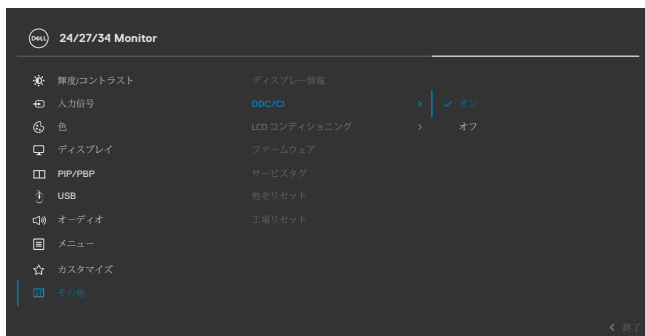 DELL 24/27/34 Monitor
輝度/コントラスト ディスプレー情報
入力信号 DDC/CI オン
色 LCD コンディショニング オフ
ディスプレイ ファームウェア
PIP/PBP サービスタグ
USB 他をリセット
オーディオ 工場リセット
メニュー
カスタマイズ
その他
終了